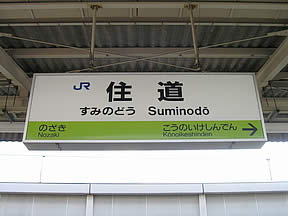 JR 住道
すみのどう Suminodō
のざき こうのいけしんでん
Nozaki Kōnoikeshinden